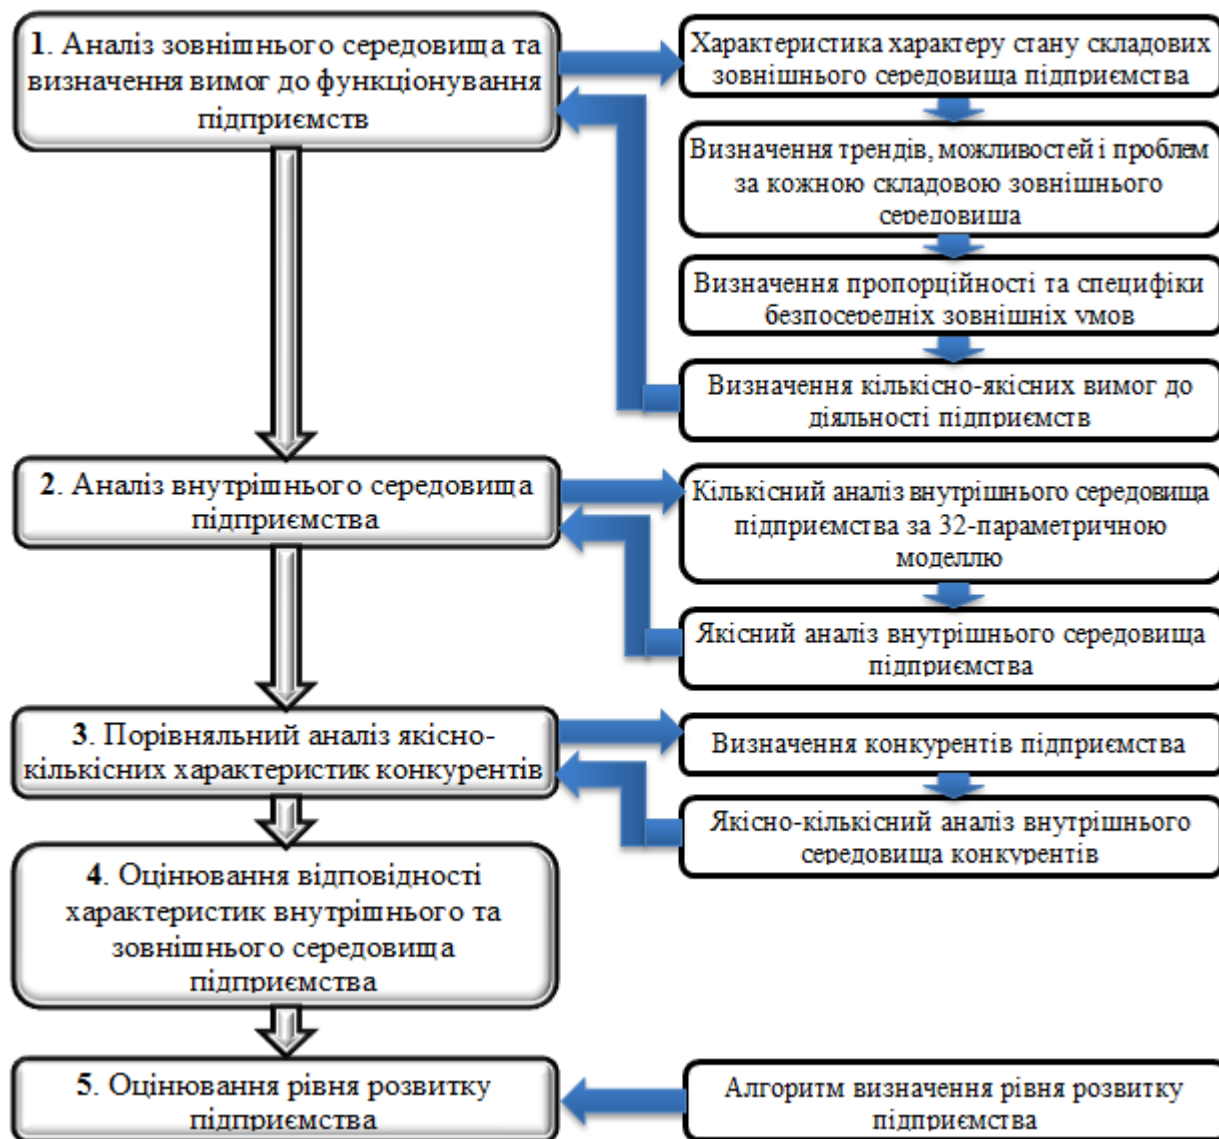 1. Аналіз зовнішнього середовища та
визначення вимог до функціонування
підприємств
Характеристика характеру стану складових
зовнішнього середовища підприємства
Визначення трендів, можливостей і проблем
за кожною складовою зовнішнього
середовища
Визначення пропорційності та специфіки
безпосередніх зовнішніх умов
Визначення кількісно-якісних вимог до
діяльності підприємств
2. Аналіз внутрішнього середовища
підприємства
Кількісний аналіз внутрішнього середовища
підприємства за 32-параметричною
моделлю
Якісний аналіз внутрішнього середовища
підприємства
3. Порівняльний аналіз якісно-
кількісних характеристик конкурентів
Визначення конкурентів підприємства
Якісно-кількісний аналіз внутрішнього
середовища конкурентів
4. Оцінювання відповідності
характеристик внутрішнього та
зовнішнього середовища
підприємства
5. Оцінювання рівня розвитку
підприємства
Алгоритм визначення рівня розвитку
підприємства